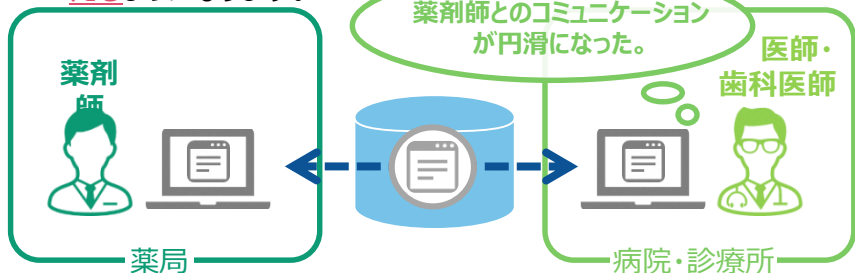 薬剤師とのコミュニケーション
が円滑になった。
医師・
歯科医師
薬剤
師
薬局
病院・診療所